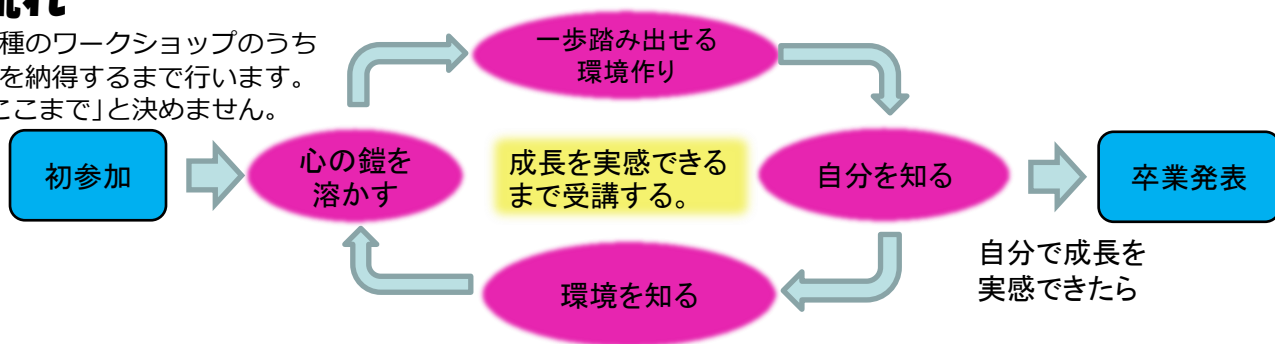 流れ
種のワークショップのうち
を納得するまで行います。
ここまで」と決めません。
初参加
心の鎧を
溶かす
一歩踏み出せる
環境作り
成長を実感できる
まで受講する。
自分を知る
卒業発表
環境を知る
自分で成長を
実感できたら